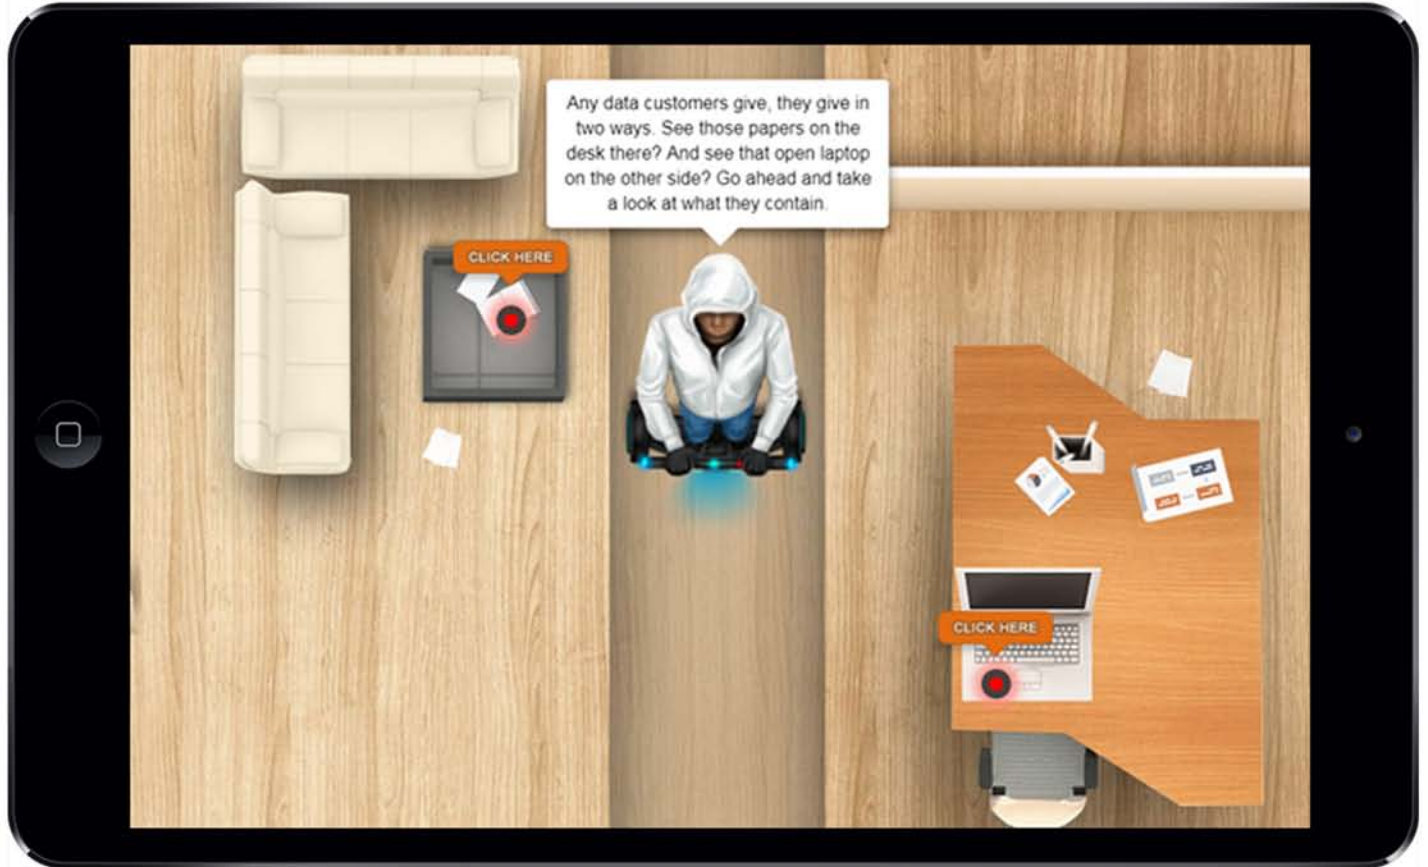 Any data customers give, they give in
two ways. See those papers on the
desk there? And see that open laptop
on the other side? Go ahead and take
a look at what they contain.
CLICK HERE
CLICK HERE